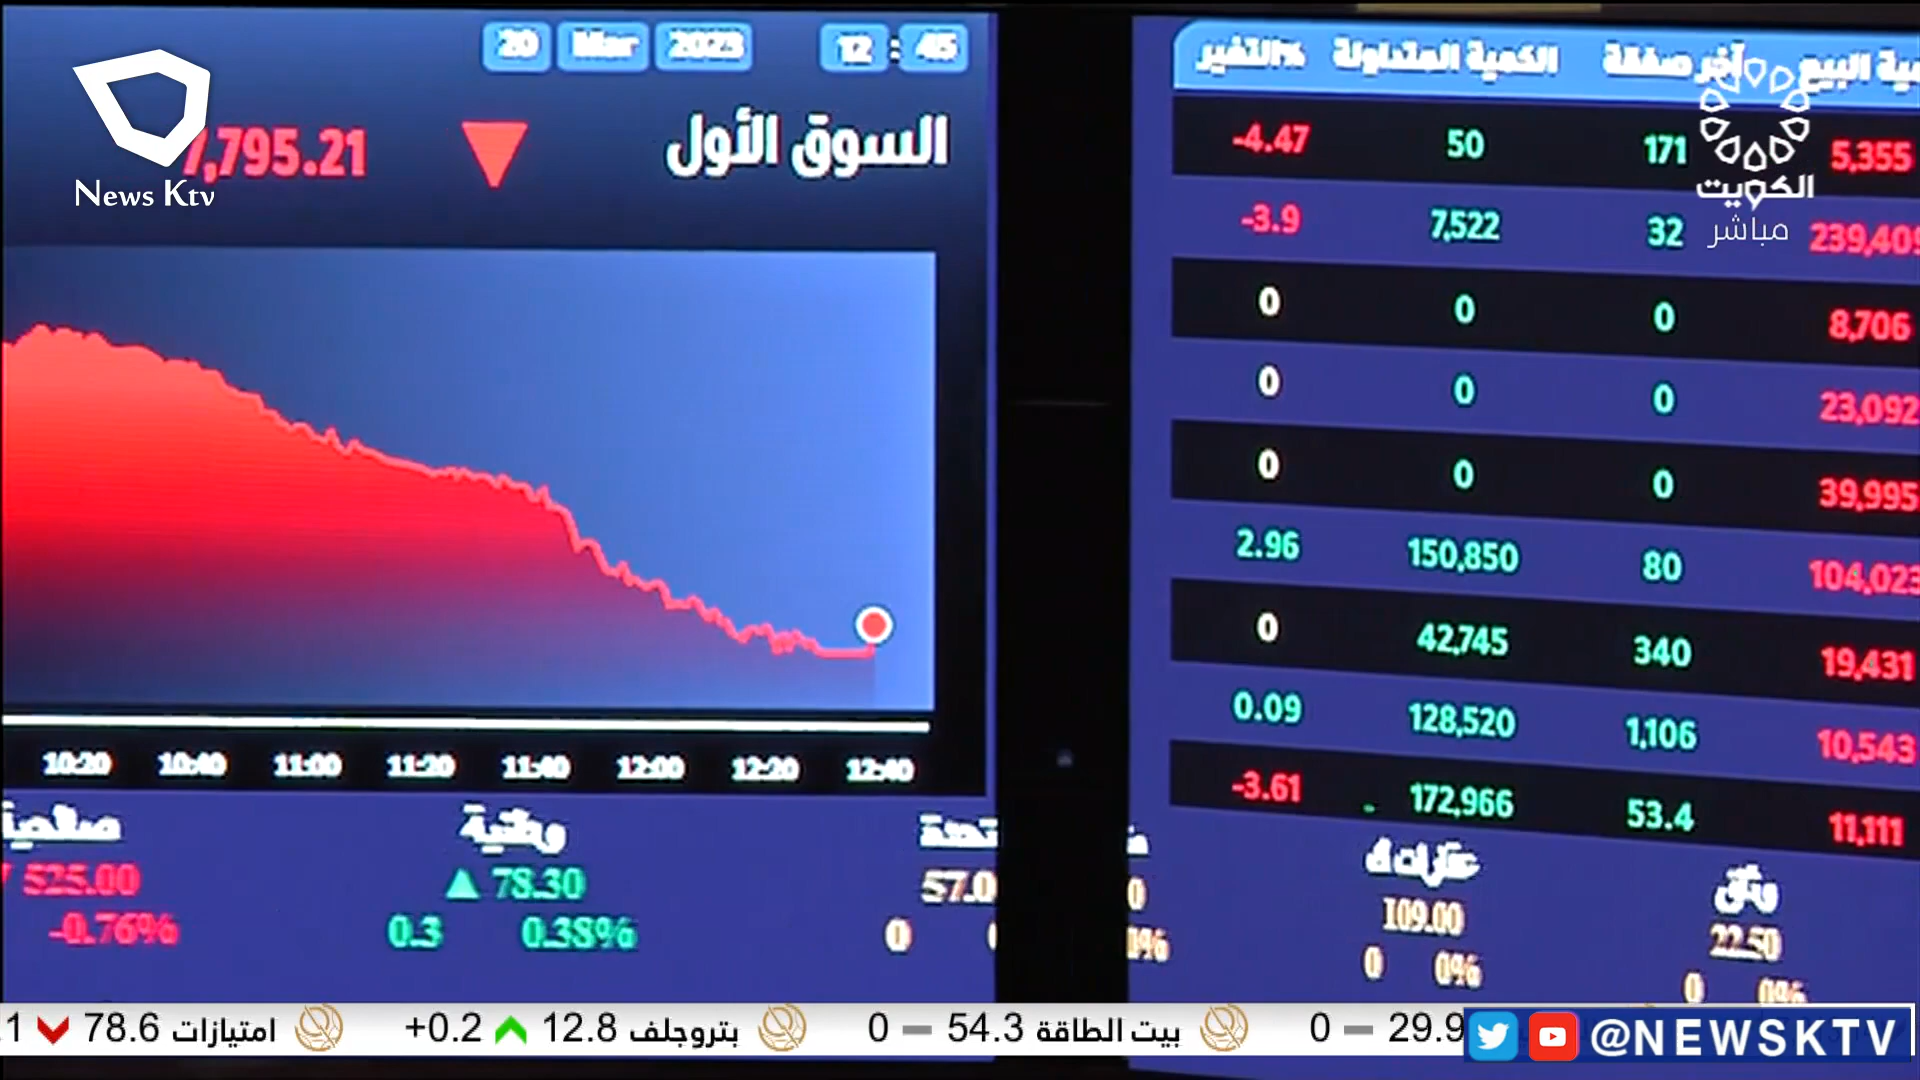 20 Mar 2023 12 : 45
News Ktv
7,795.21 ▼ السوق الأول
10:20 10:40 11:00 11:20 11:40 12:00 12:20 12:40
وطنية
525.00
-0.76%
▲ 78.30
0.3 0.38%
57.0
0
البيع آخر صفقة الكمية المتداولة التغير%
5,355 171 50 -4.47
239,409 32 7,522 -3.9
8,706 0 0 0
23,092 0 0 0
39,995 0 0 0
104,023 80 150,850 2.96
19,431 340 42,745 0
10,543 1,106 128,520 0.09
11,111 53.4 172,966 -3.61
الكويت
مباشر
عقارات ك
109.00
0 0%
وثاق
22.50
0 0%
امتيازات 78.6
بتروجلف 12.8 +0.2
بيت الطاقة 54.3 0
29.9 0
@NEWSKTV